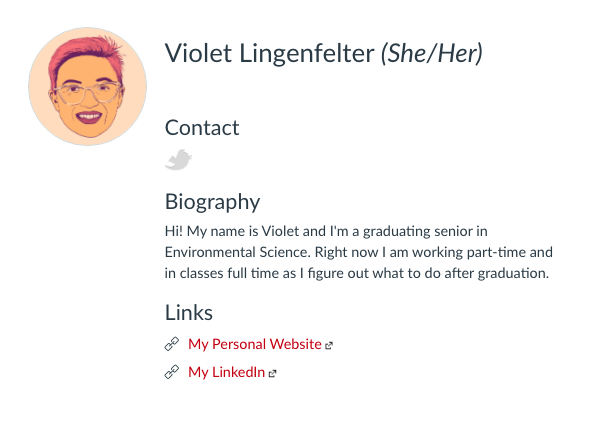 Violet Lingenfelter (She/Her)
Contact
Biography
Hi! My name is Violet and I'm a graduating senior in
Environmental Science. Right now I am working part-time and
in classes full time as I figure out what to do after graduation.
Links
My Personal Website
My LinkedIn